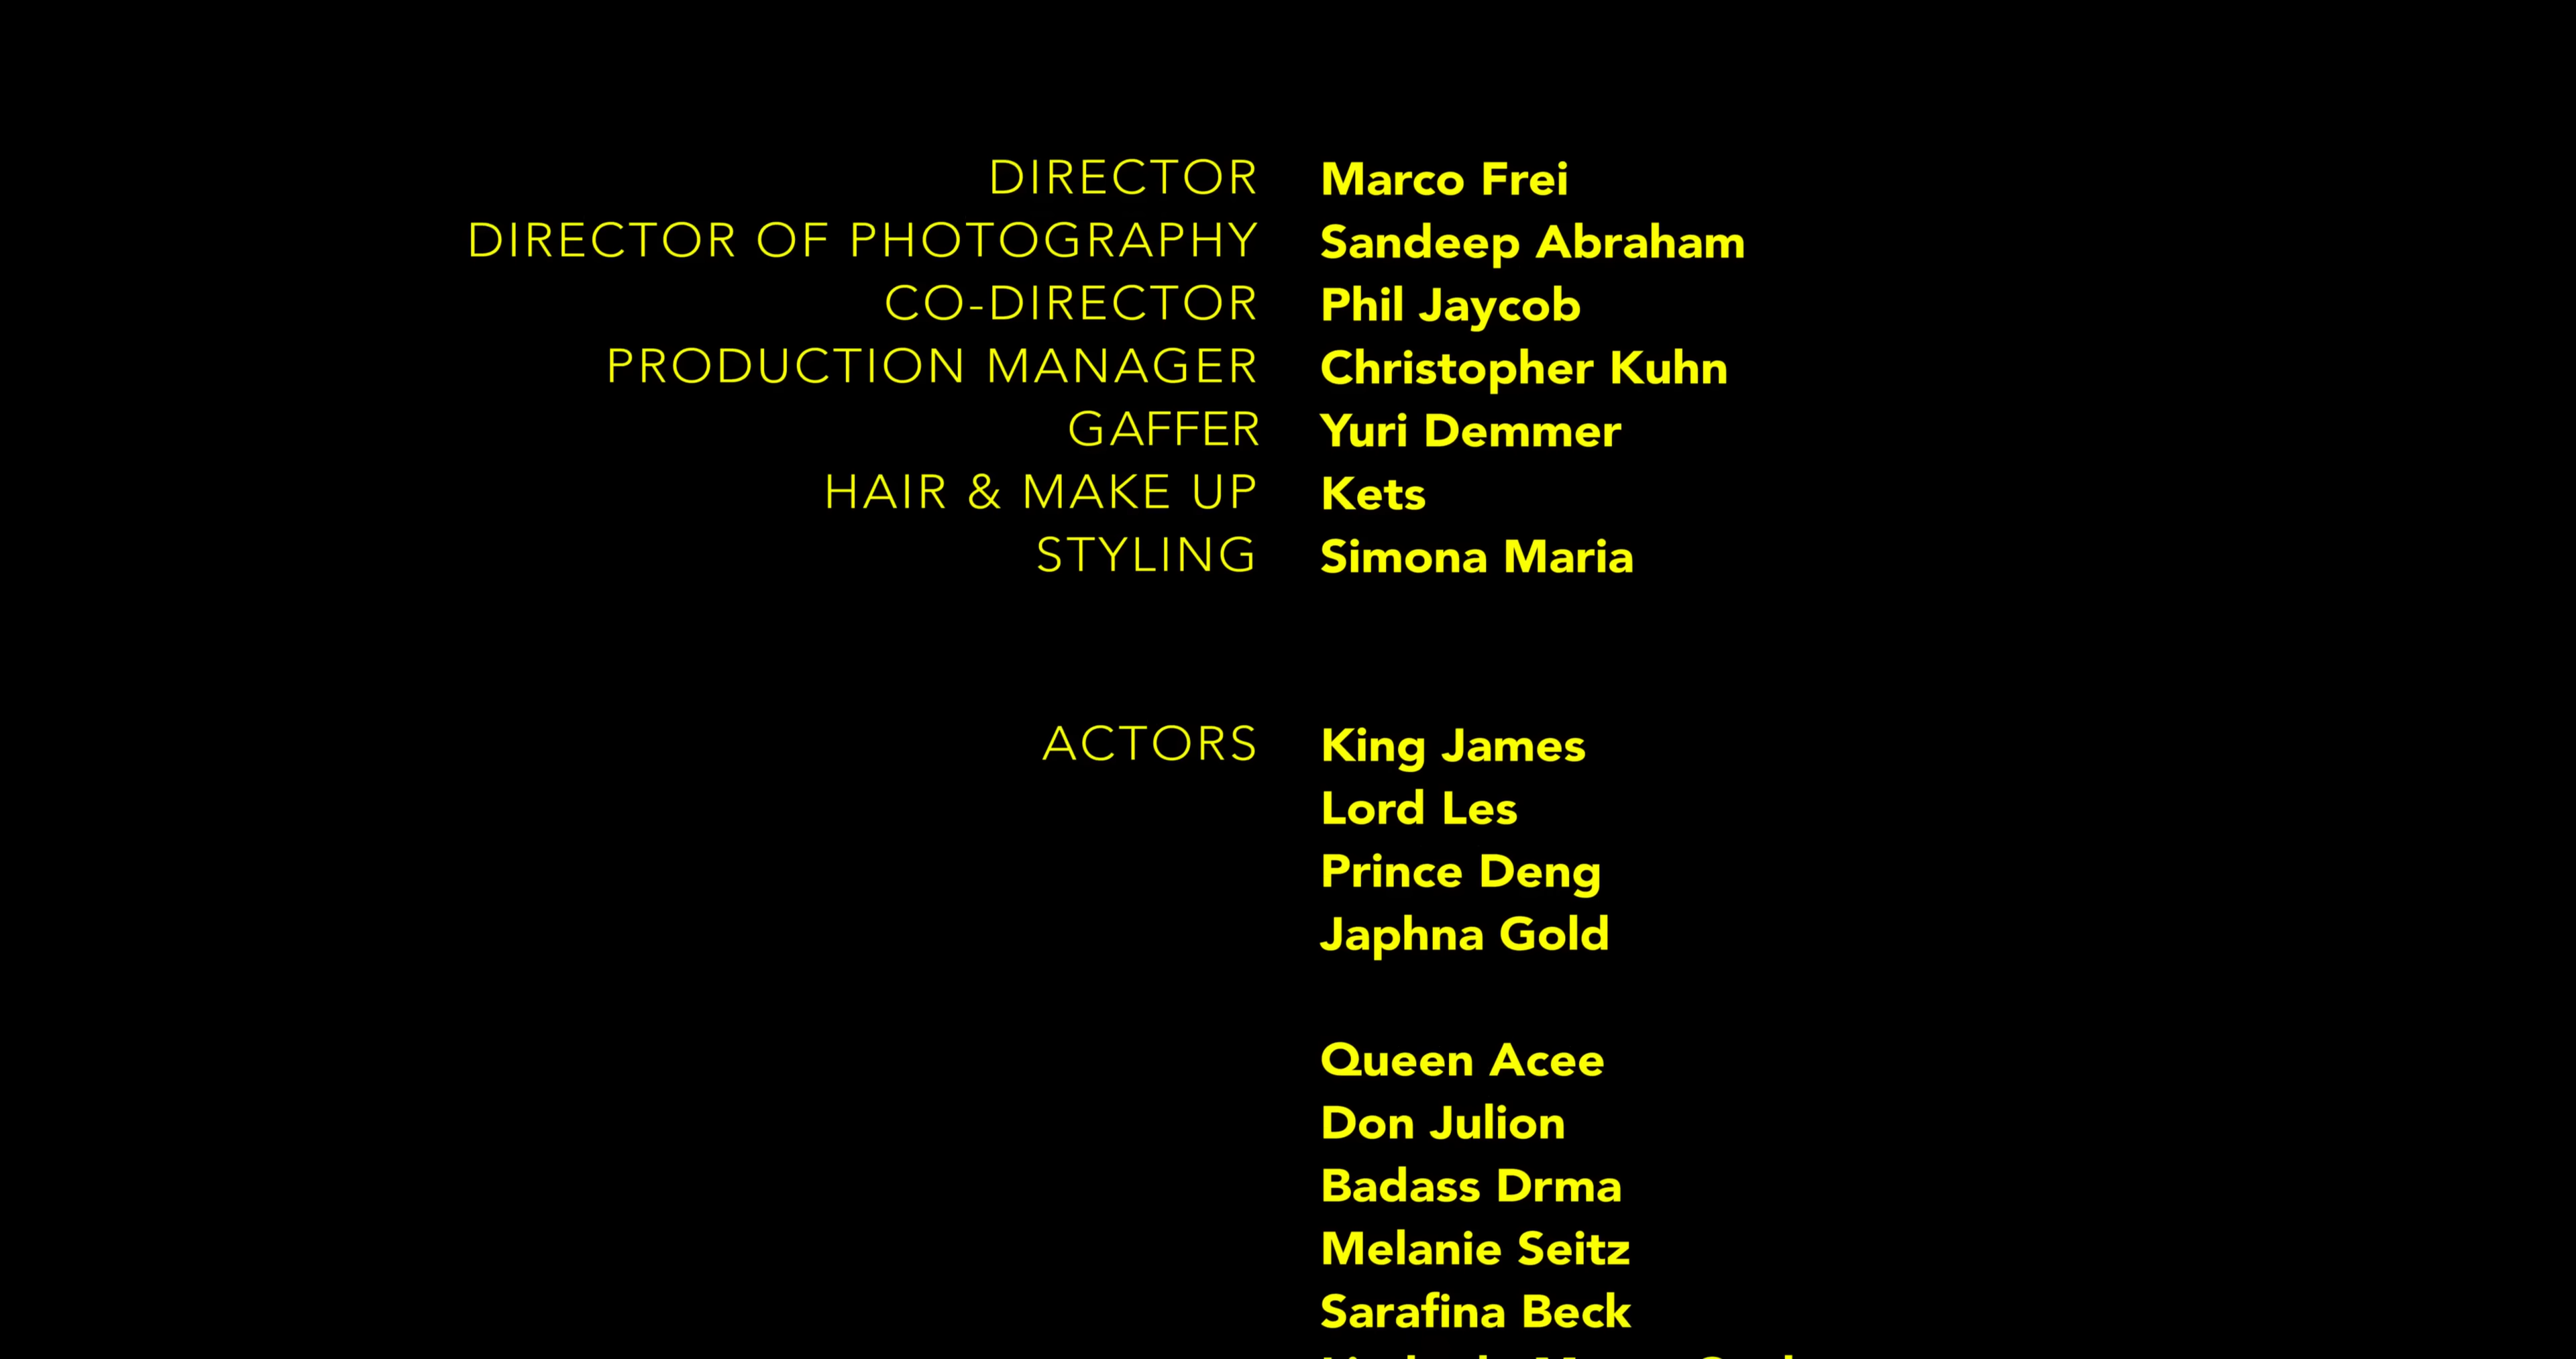 DIRECTOR Marco Frei
DIRECTOR OF PHOTOGRAPHY Sandeep Abraham
CO-DIRECTOR Phil Jaycob
PRODUCTION MANAGER Christopher Kuhn
GAFFER Yuri Demmer
HAIR & MAKE UP Kets
STYLING Simona Maria
ACTORS King James
Lord Les
Prince Deng
Japhna Gold
Queen Acee
Don Julion
Badass Drma
Melanie Seitz
Sarafina Beck